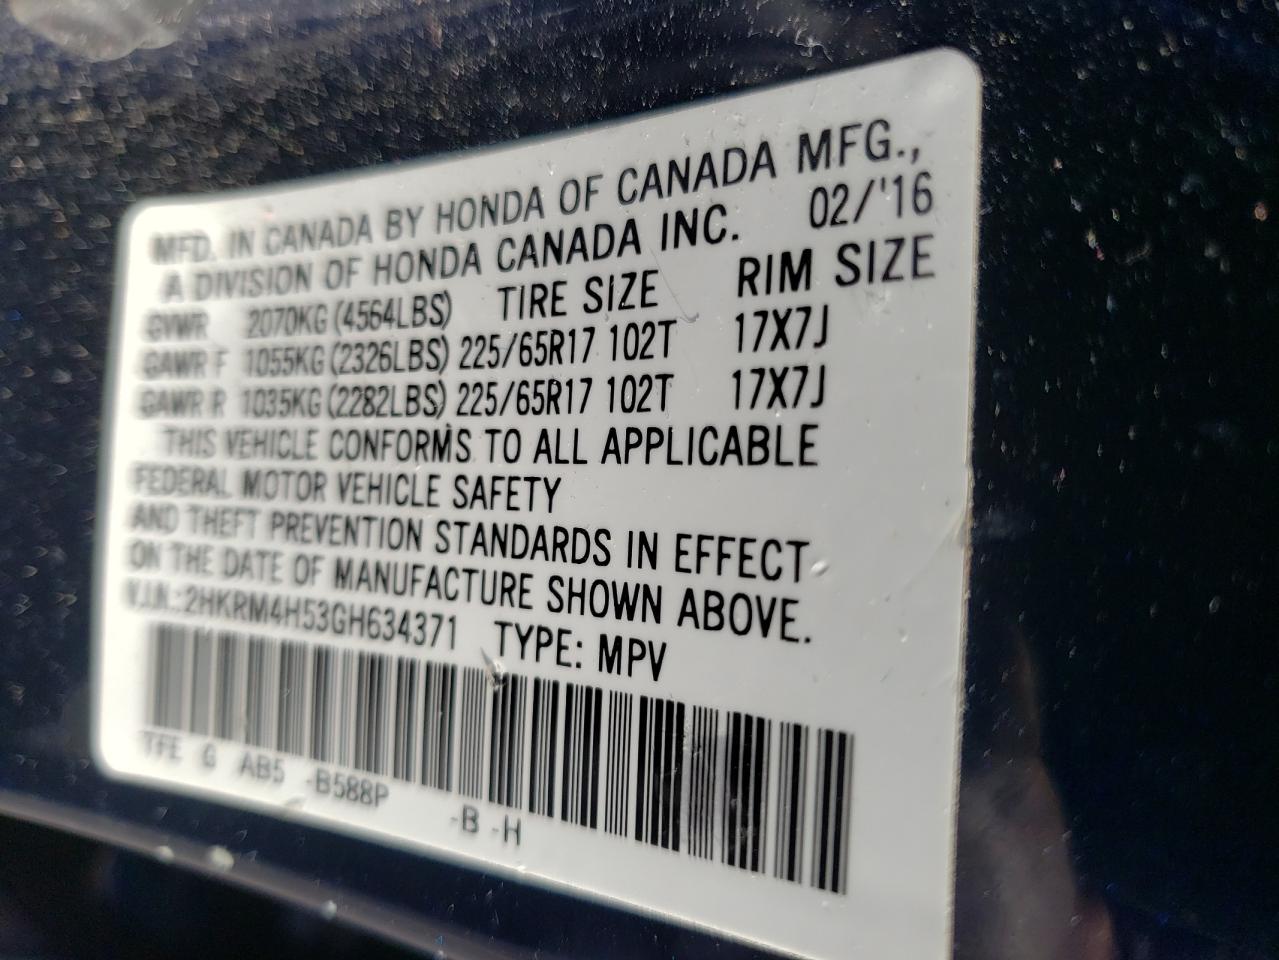 MFD. IN CANADA BY HONDA OF CANADA MFG.,
A DIVISION OF HONDA CANADA INC. 02/'16
GVWR 2070KG (4564LBS) TIRE SIZE RIM SIZE
GAWR F 1055KG (2326LBS) 225/65R17 102T 17X7J
GAWR R 1035KG (2282LBS) 225/65R17 102T 17X7J
THIS VEHICLE CONFORMS TO ALL APPLICABLE
FEDERAL MOTOR VEHICLE SAFETY
AND THEFT PREVENTION STANDARDS IN EFFECT
ON THE DATE OF MANUFACTURE SHOWN ABOVE.
V.I.N.: 2HKRM4H53GH634371 TYPE: MPV
TFE G AB5 -B588P -B -H